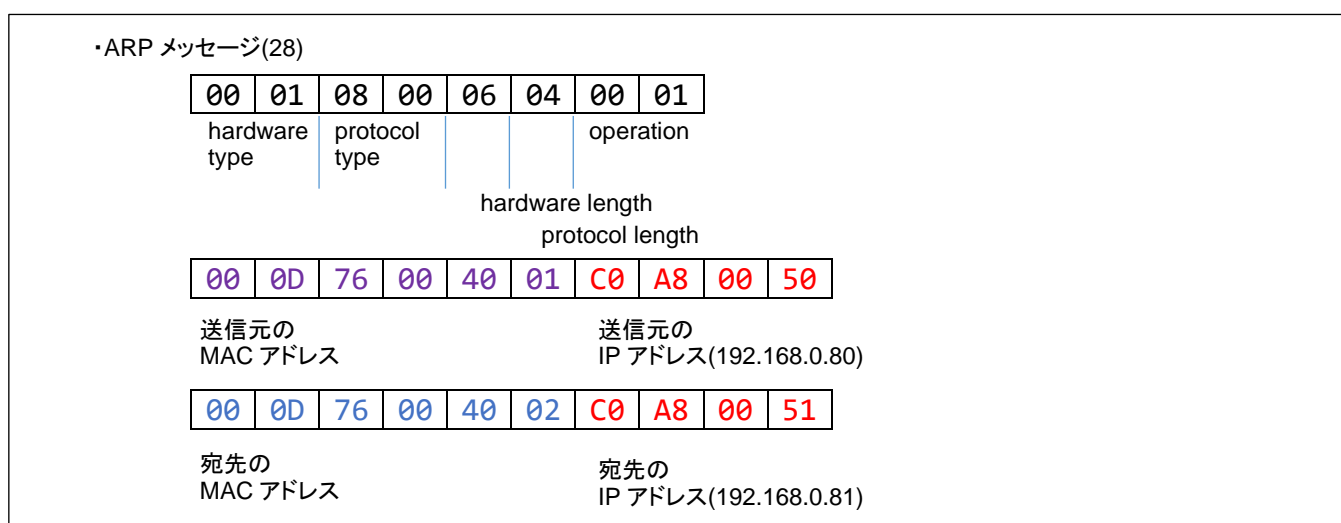 ・ARP メッセージ(28)
00 01 08 00 06 04 00 01
hardware type protocol type operation
hardware length
protocol length
00 0D 76 00 40 01 C0 A8 00 50
送信元の 送信元の
MAC アドレス IP アドレス(192.168.0.80)
00 0D 76 00 40 02 C0 A8 00 51
宛先の 宛先の
MAC アドレス IP アドレス(192.168.0.81)